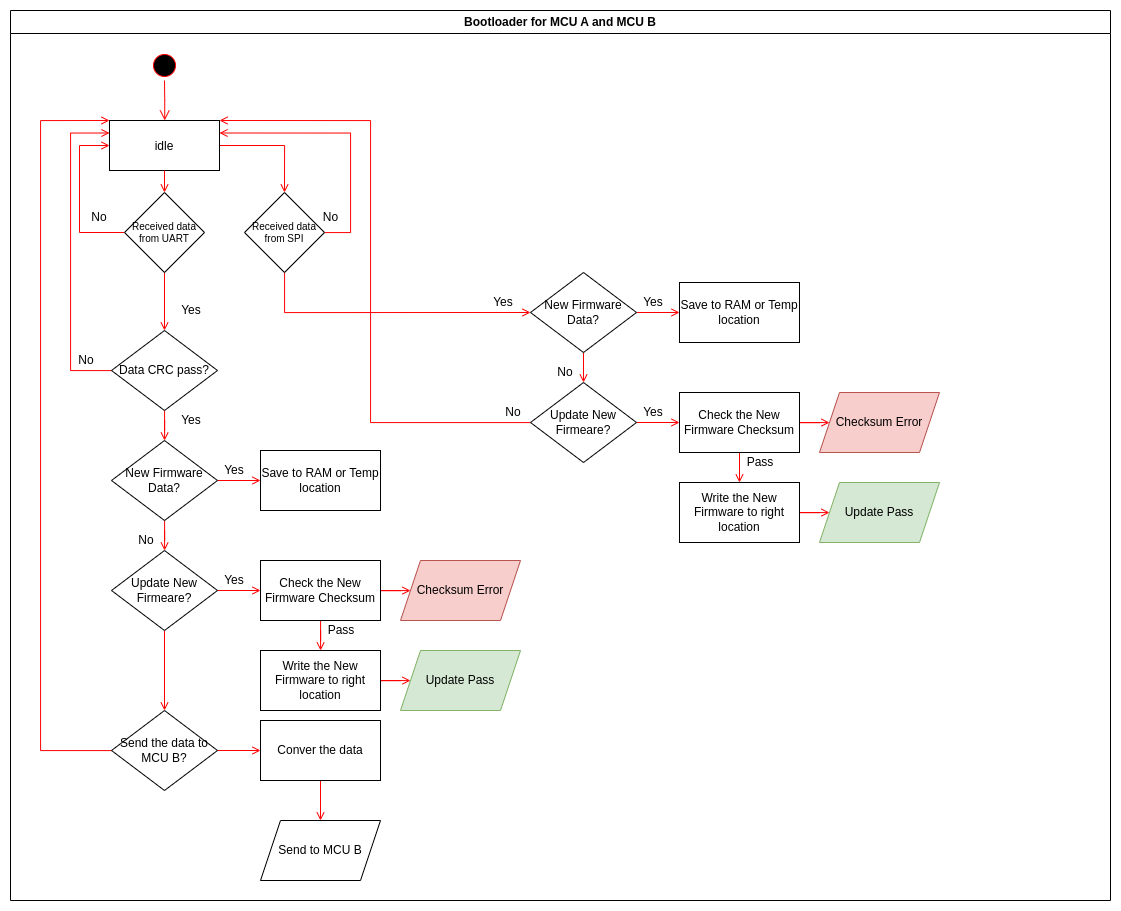 Bootloader for MCU A and MCU B
idle
No
Received data
from UART
Received data
from SPI
No
Yes
Yes
New Firmware
Data?
Yes
Save to RAM or Temp
location
No
Data CRC pass?
No
No
Update New
Firmeare?
Yes
Check the New
Firmware Checksum
Checksum Error
Yes
Pass
New Firmware
Data?
Yes
Save to RAM or Temp
location
Write the New
Firmware to right
location
Update Pass
No
Update New
Firmeare?
Yes
Check the New
Firmware Checksum
Checksum Error
Pass
Write the New
Firmware to right
location
Update Pass
Send the data to
MCU B?
Conver the data
Send to MCU B